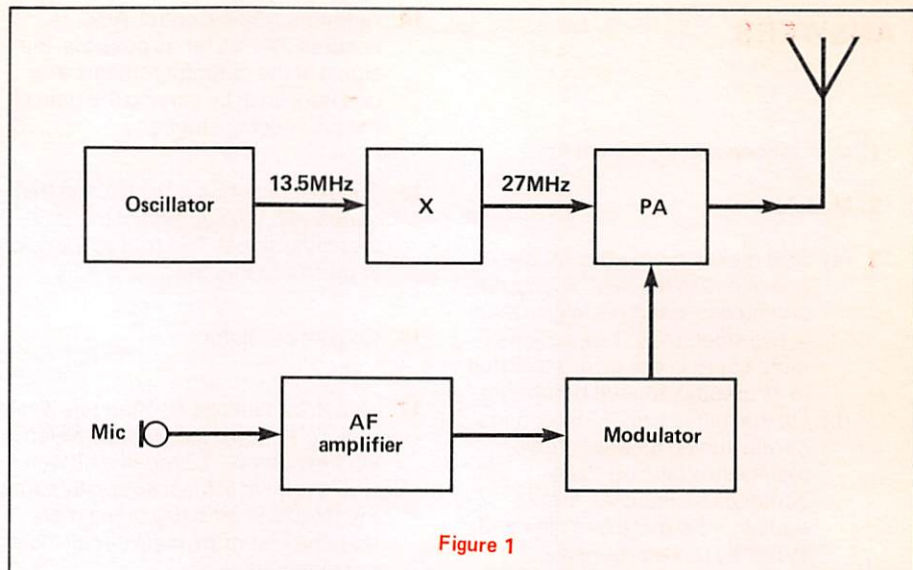 13.5MHz
27MHz
Oscillator
X
PA
Mic
AF
amplifier
Modulator
Figure 1